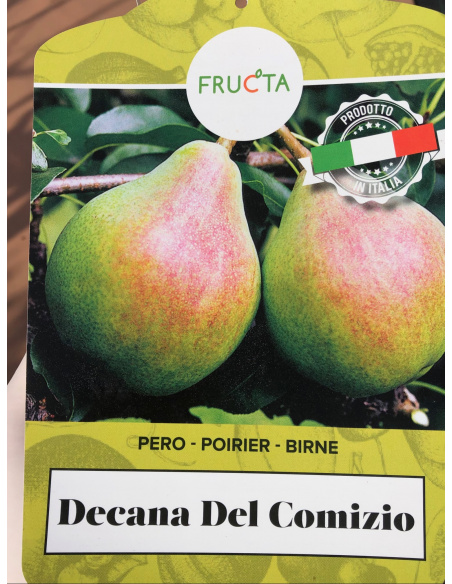 FRUCTA
PRODOTTO
IN ITALIA
PERO - POIRIER - BIRNE
Decana Del Comizio